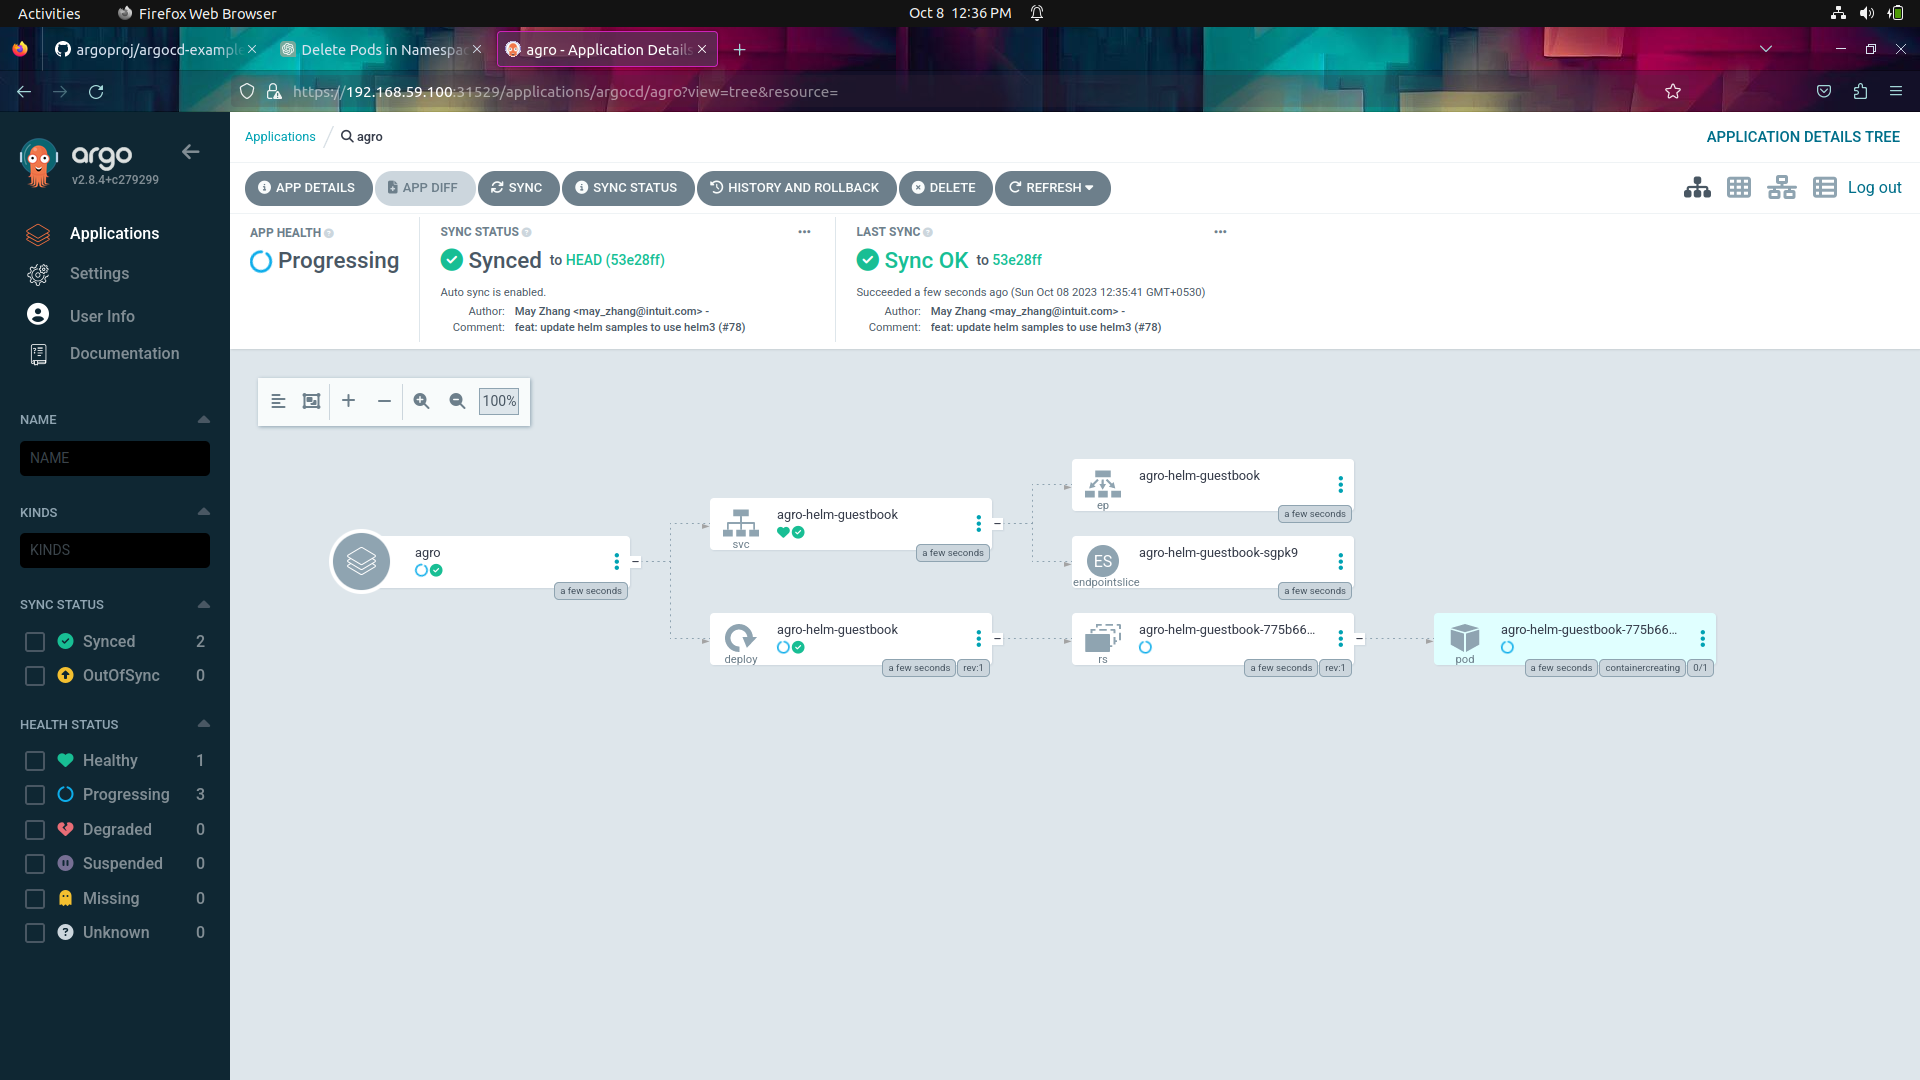 Activities Firefox Web Browser Oct 8 12:36 PM
argoproj/argocd-example Delete Pods in Namespac agro - Application Details
https://192.168.59.100:31529/applications/argocd/agro?view=tree&resource=
argo
v2.8.4+c279299
Applications
Settings
User Info
Documentation
NAME
NAME
KINDS
KINDS
SYNC STATUS
Synced 2
OutOfSync 0
HEALTH STATUS
Healthy 1
Progressing 3
Degraded 0
Suspended 0
Missing 0
Unknown 0
Applications / agro APPLICATION DETAILS TREE
APP DETAILS APP DIFF SYNC SYNC STATUS HISTORY AND ROLLBACK DELETE REFRESH Log out
APP HEALTH
Progressing
SYNC STATUS
Synced to HEAD (53e28ff)
Auto sync is enabled.
Author: May Zhang <may_zhang@intuit.com> -
Comment: feat: update helm samples to use helm3 (#78)
LAST SYNC
Sync OK to 53e28ff
Succeeded a few seconds ago (Sun Oct 08 2023 12:35:41 GMT+0530)
Author: May Zhang <may_zhang@intuit.com> -
Comment: feat: update helm samples to use helm3 (#78)
100%
agro
a few seconds
agro-helm-guestbook
svc
a few seconds
agro-helm-guestbook
deploy
a few seconds rev:1
agro-helm-guestbook
ep
a few seconds
ES
agro-helm-guestbook-sgpk9
endpointslice
a few seconds
agro-helm-guestbook-775b66...
rs
a few seconds rev:1
agro-helm-guestbook-775b66...
pod
a few seconds containercreating 0/1